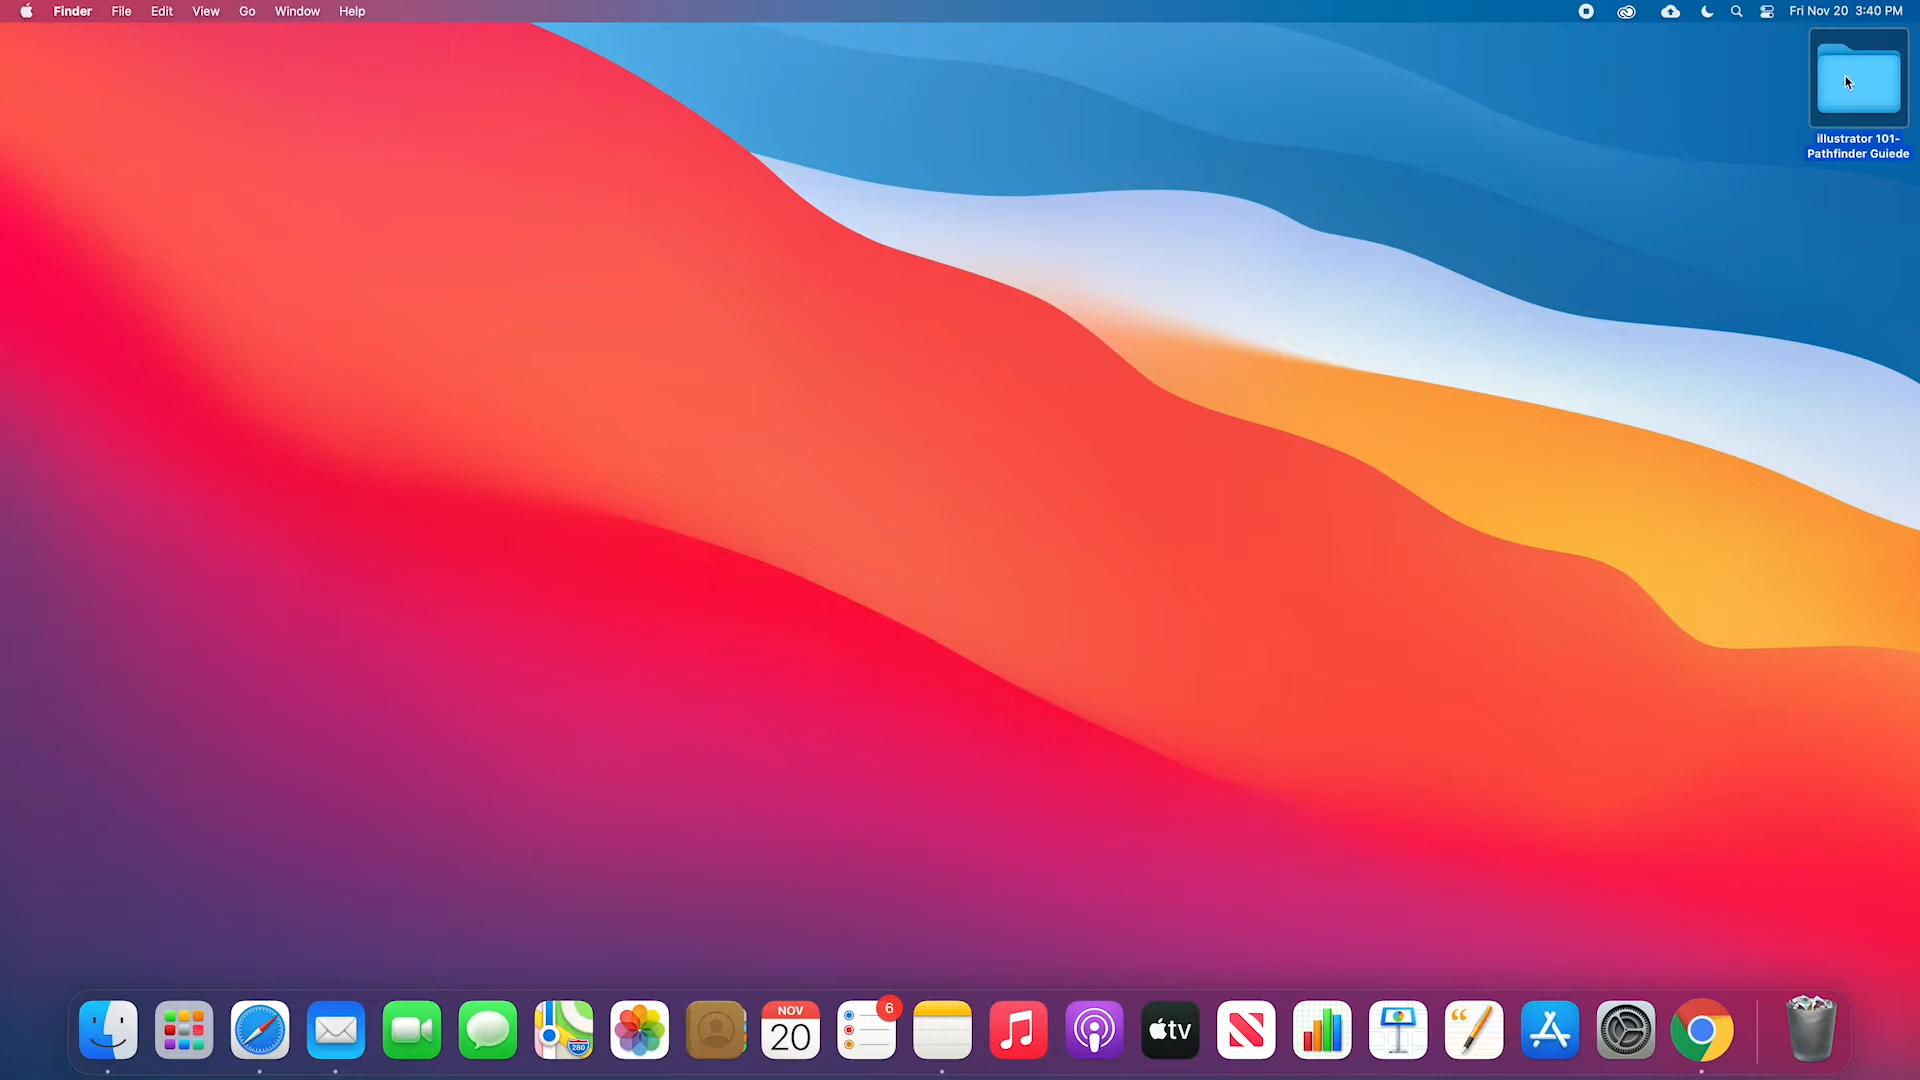 Finder File Edit View Go Window Help
Fri Nov 20 3:40 PM
illustrator 101-
Pathfinder Guiede
NOV
20
6
280
tv